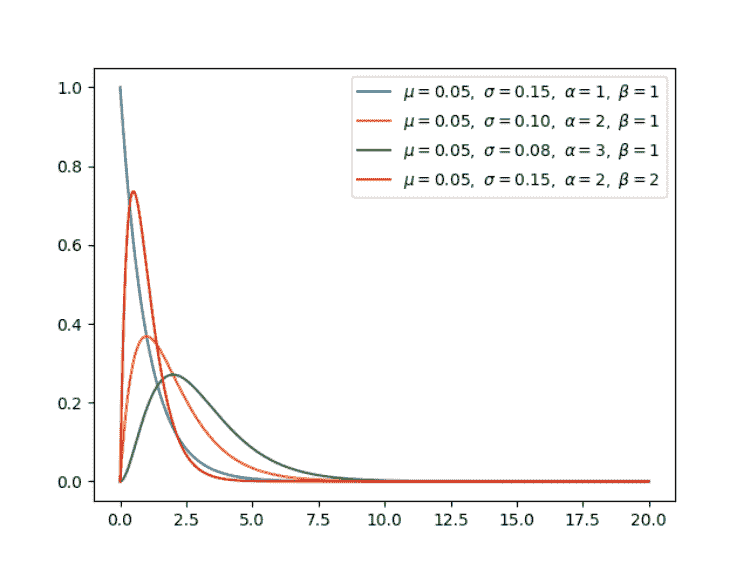 μ = 0.05, σ = 0.15, α = 1, β = 1
μ = 0.05, σ = 0.10, α = 2, β = 1
μ = 0.05, σ = 0.08, α = 3, β = 1
μ = 0.05, σ = 0.15, α = 2, β = 2
1.0
0.8
0.6
0.4
0.2
0.0
0.0 2.5 5.0 7.5 10.0 12.5 15.0 17.5 20.0